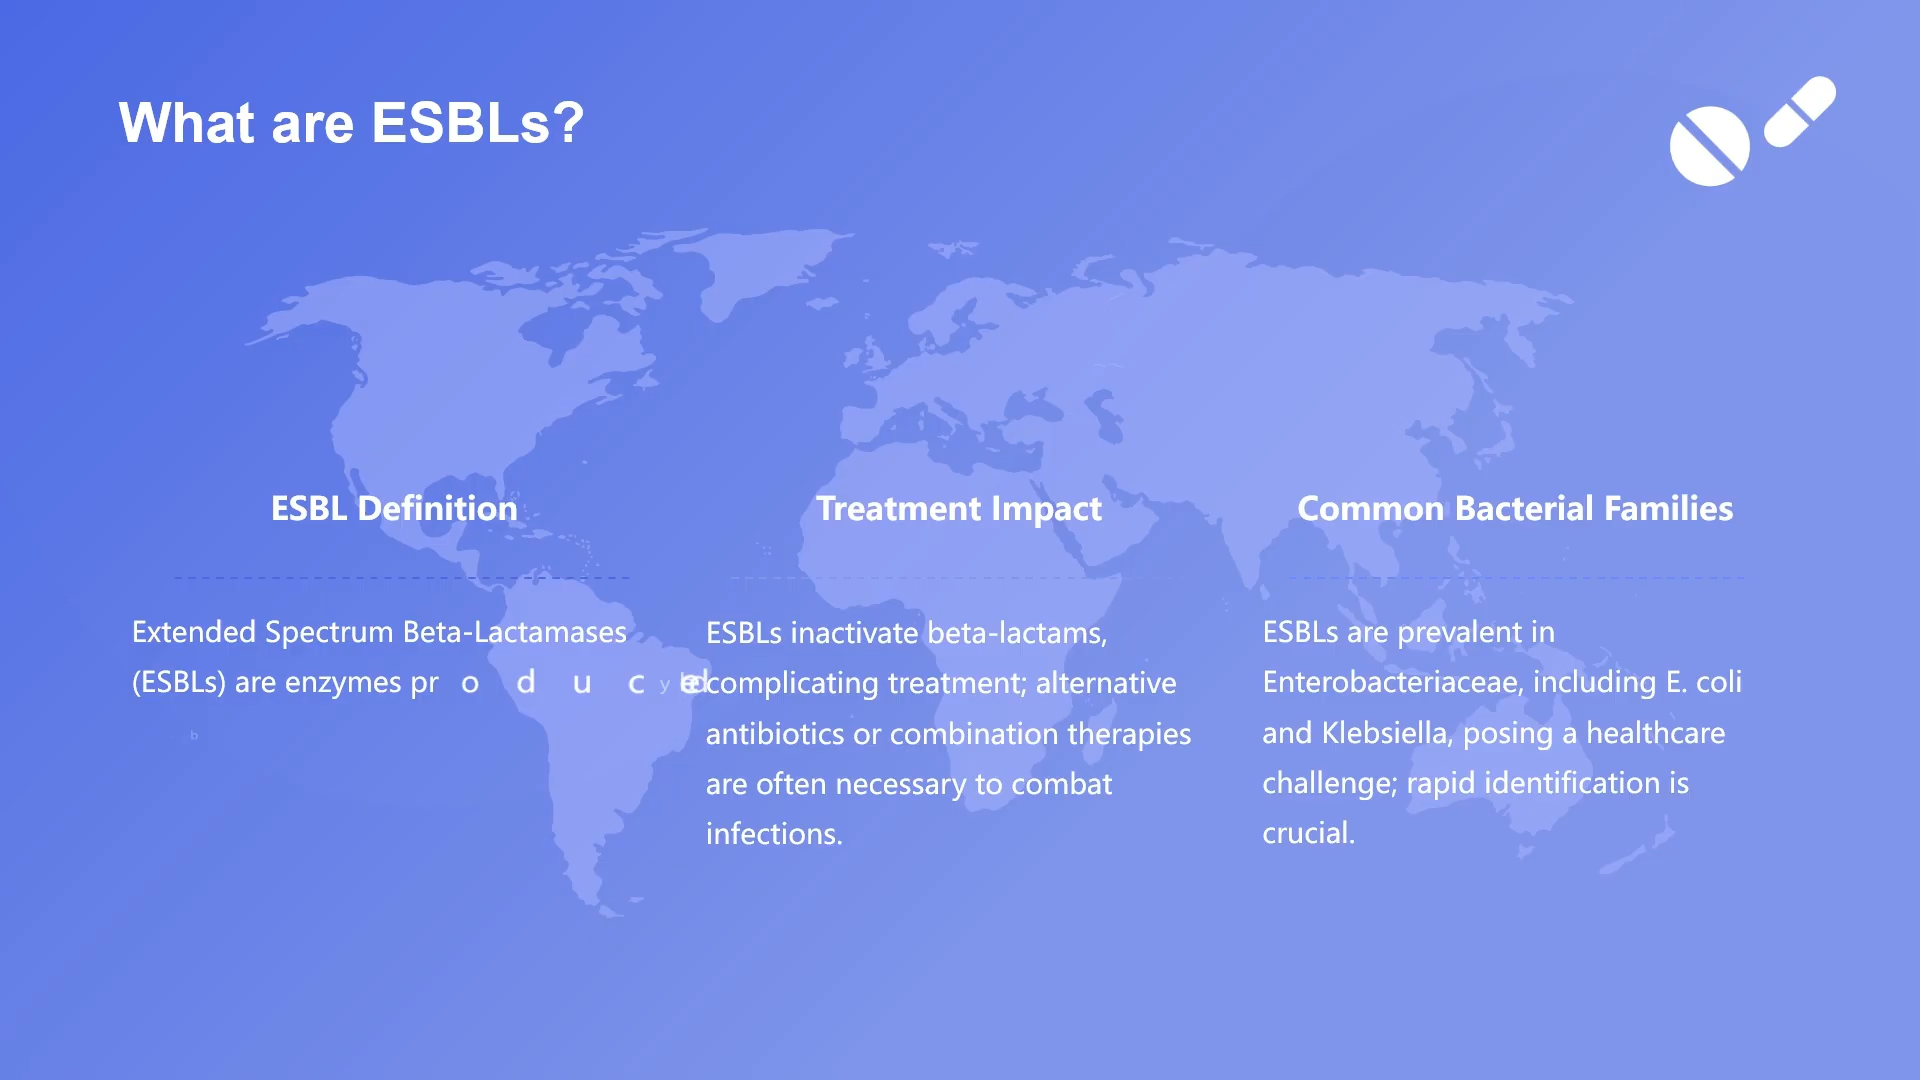 What are ESBLs?
ESBL Definition
Extended Spectrum Beta-Lactamases
(ESBLs) are enzymes produced
Treatment Impact
ESBLs inactivate beta-lactams,
complicating treatment; alternative
antibiotics or combination therapies
are often necessary to combat
infections.
Common Bacterial Families
ESBLs are prevalent in
Enterobacteriaceae, including E. coli
and Klebsiella, posing a healthcare
challenge; rapid identification is
crucial.